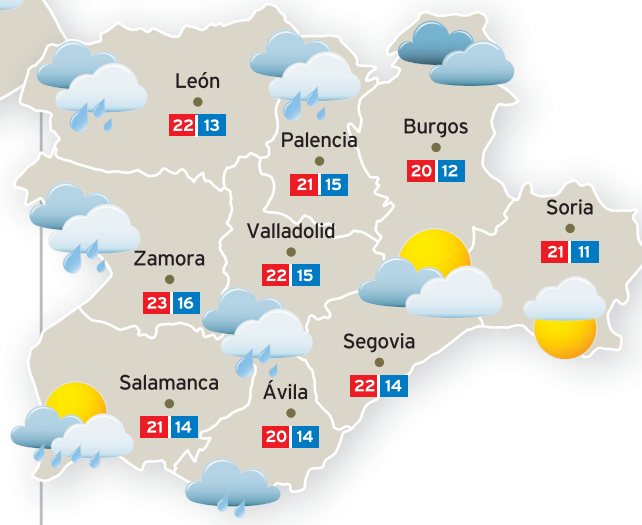 León
22 13
Palencia
21 15
Burgos
20 12
Soria
21 11
Valladolid
22 15
Zamora
23 16
Segovia
22 14
Salamanca
21 14
Ávila
20 14